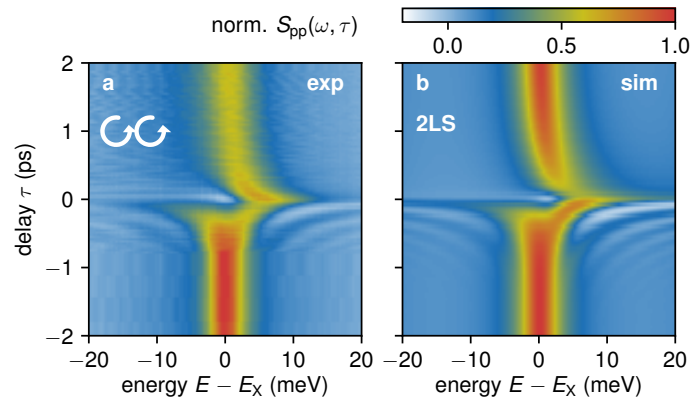 norm. S_pp(ω, τ)
0.0 0.5 1.0
a exp
b sim
2LS
delay τ (ps)
2
1
0
−1
−2
−20 −10 0 10 20
−20 −10 0 10 20
energy E − E_X (meV)
energy E − E_X (meV)